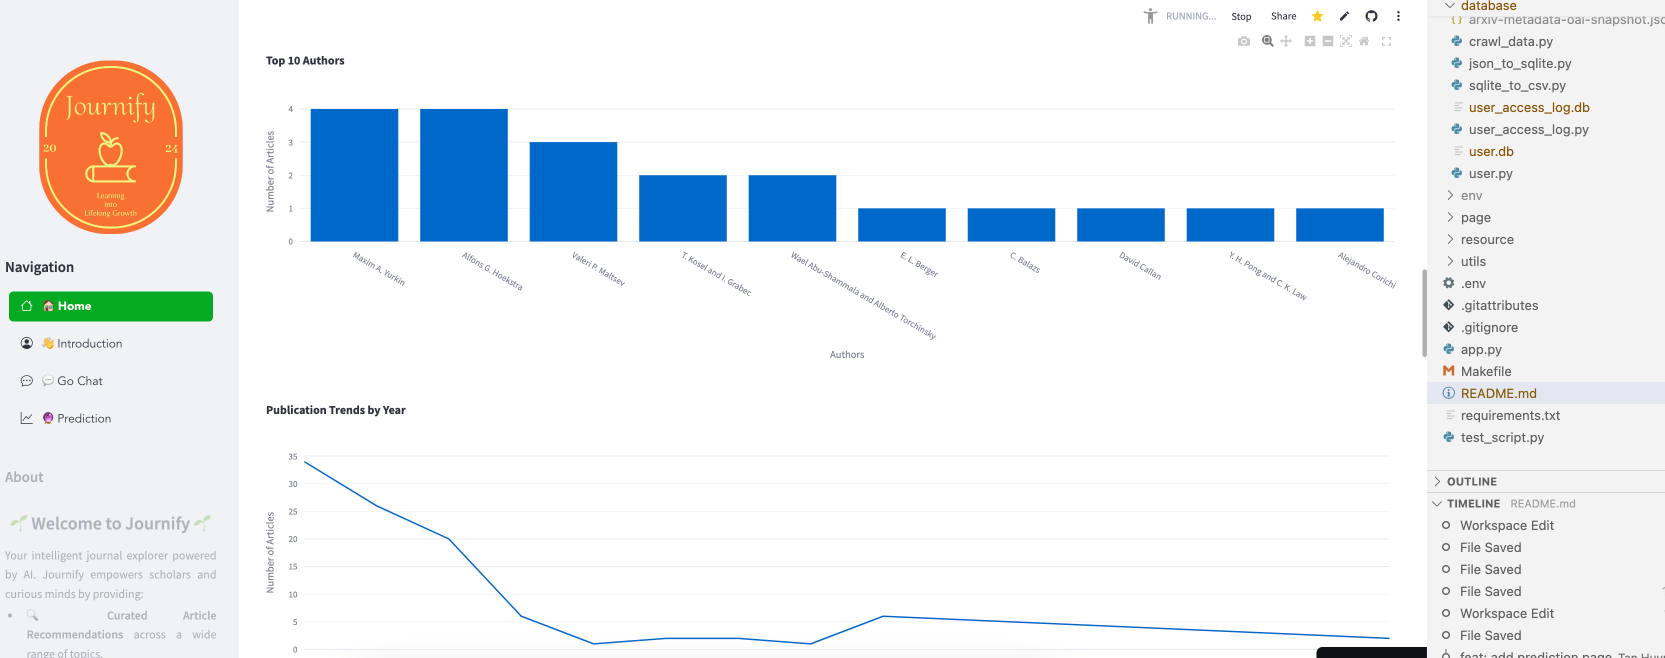 Journify
20
24
Learning
into
Lifelong Growth
Navigation
Home
Introduction
Go Chat
Prediction
About
Welcome to Journify
Your intelligent journal explorer powered
by AI. Journify empowers scholars and
curious minds by providing:
Curated Article
Recommendations across a wide
range of topics.
RUNNING...
Stop
Share
Top 10 Authors
Number of Articles
4
3
2
1
0
Maxim A. Yurkin
Alfons G. Hoekstra
Valeri P. Maltsev
T. Kosel and I. Grabec
Wael Abu-Shammala and Alberto Torchinsky
E. L. Berger
C. Balazs
David Callan
Y. H. Pong and C. K. Law
Alejandro Corichi
Authors
Publication Trends by Year
Number of Articles
35
30
25
20
15
10
5
0
database
arxiv-metadata-oai-snapshot.jsc
crawl_data.py
json_to_sqlite.py
sqlite_to_csv.py
user_access_log.db
user_access_log.py
user.db
user.py
env
page
resource
utils
.env
.gitattributes
.gitignore
app.py
Makefile
README.md
requirements.txt
test_script.py
OUTLINE
TIMELINE README.md
Workspace Edit
File Saved
File Saved
File Saved
Workspace Edit
File Saved
feat: add prediction page Tan Huy